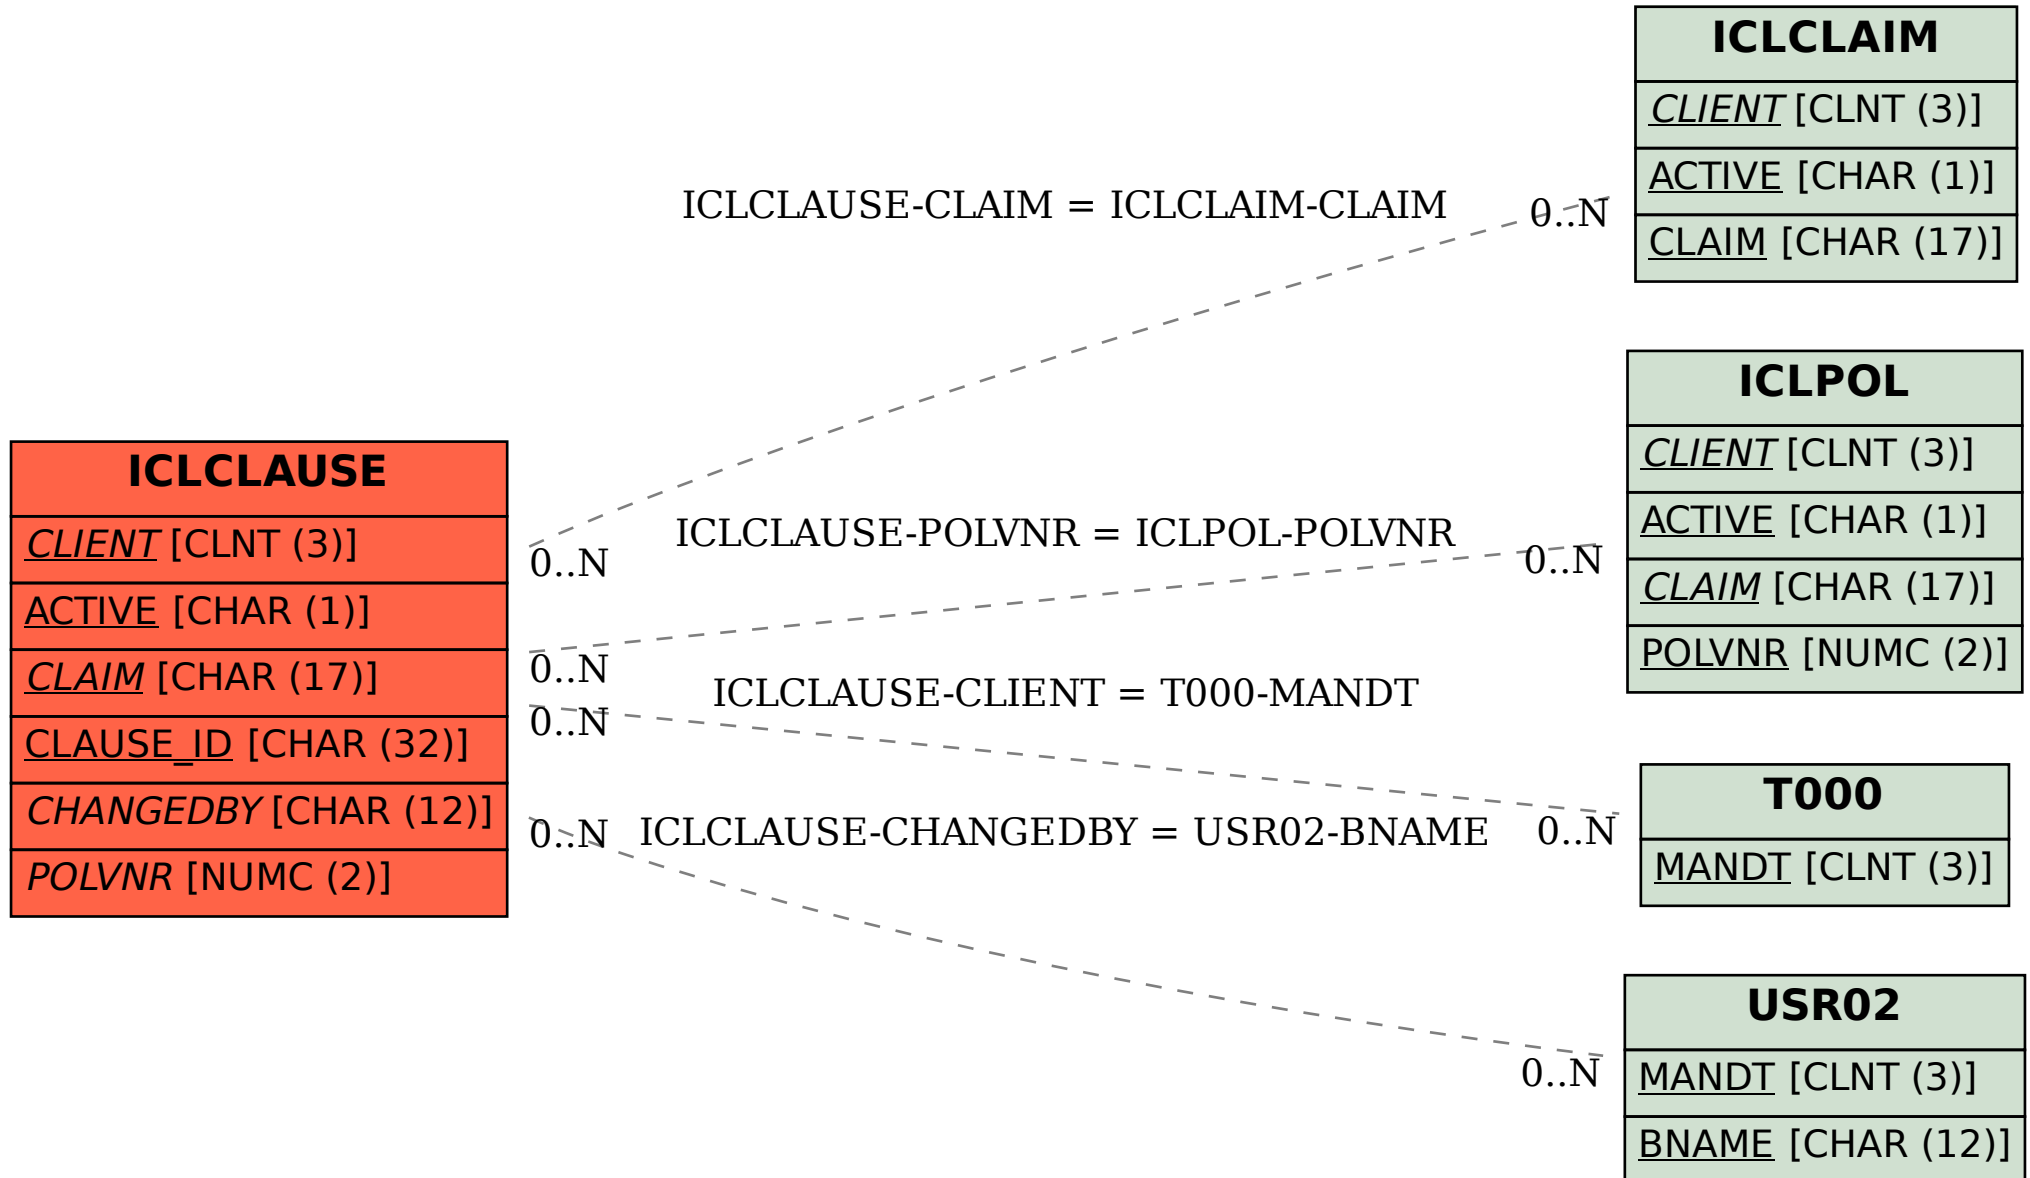 ICLCLAUSE
CLIENT [CLNT (3)]
ACTIVE [CHAR (1)]
CLAIM [CHAR (17)]
CLAUSE_ID [CHAR (32)]
CHANGEDBY [CHAR (12)]
POLVNR [NUMC (2)]
ICLCLAUSE-CLAIM = ICLCLAIM-CLAIM
0..N
0..N
ICLCLAUSE-POLVNR = ICLPOL-POLVNR
0..N
0..N
ICLCLAUSE-CLIENT = T000-MANDT
0..N
0..N
ICLCLAUSE-CHANGEDBY = USR02-BNAME
0..N
0..N
ICLCLAIM
CLIENT [CLNT (3)]
ACTIVE [CHAR (1)]
CLAIM [CHAR (17)]
ICLPOL
CLIENT [CLNT (3)]
ACTIVE [CHAR (1)]
CLAIM [CHAR (17)]
POLVNR [NUMC (2)]
T000
MANDT [CLNT (3)]
USR02
MANDT [CLNT (3)]
BNAME [CHAR (12)]